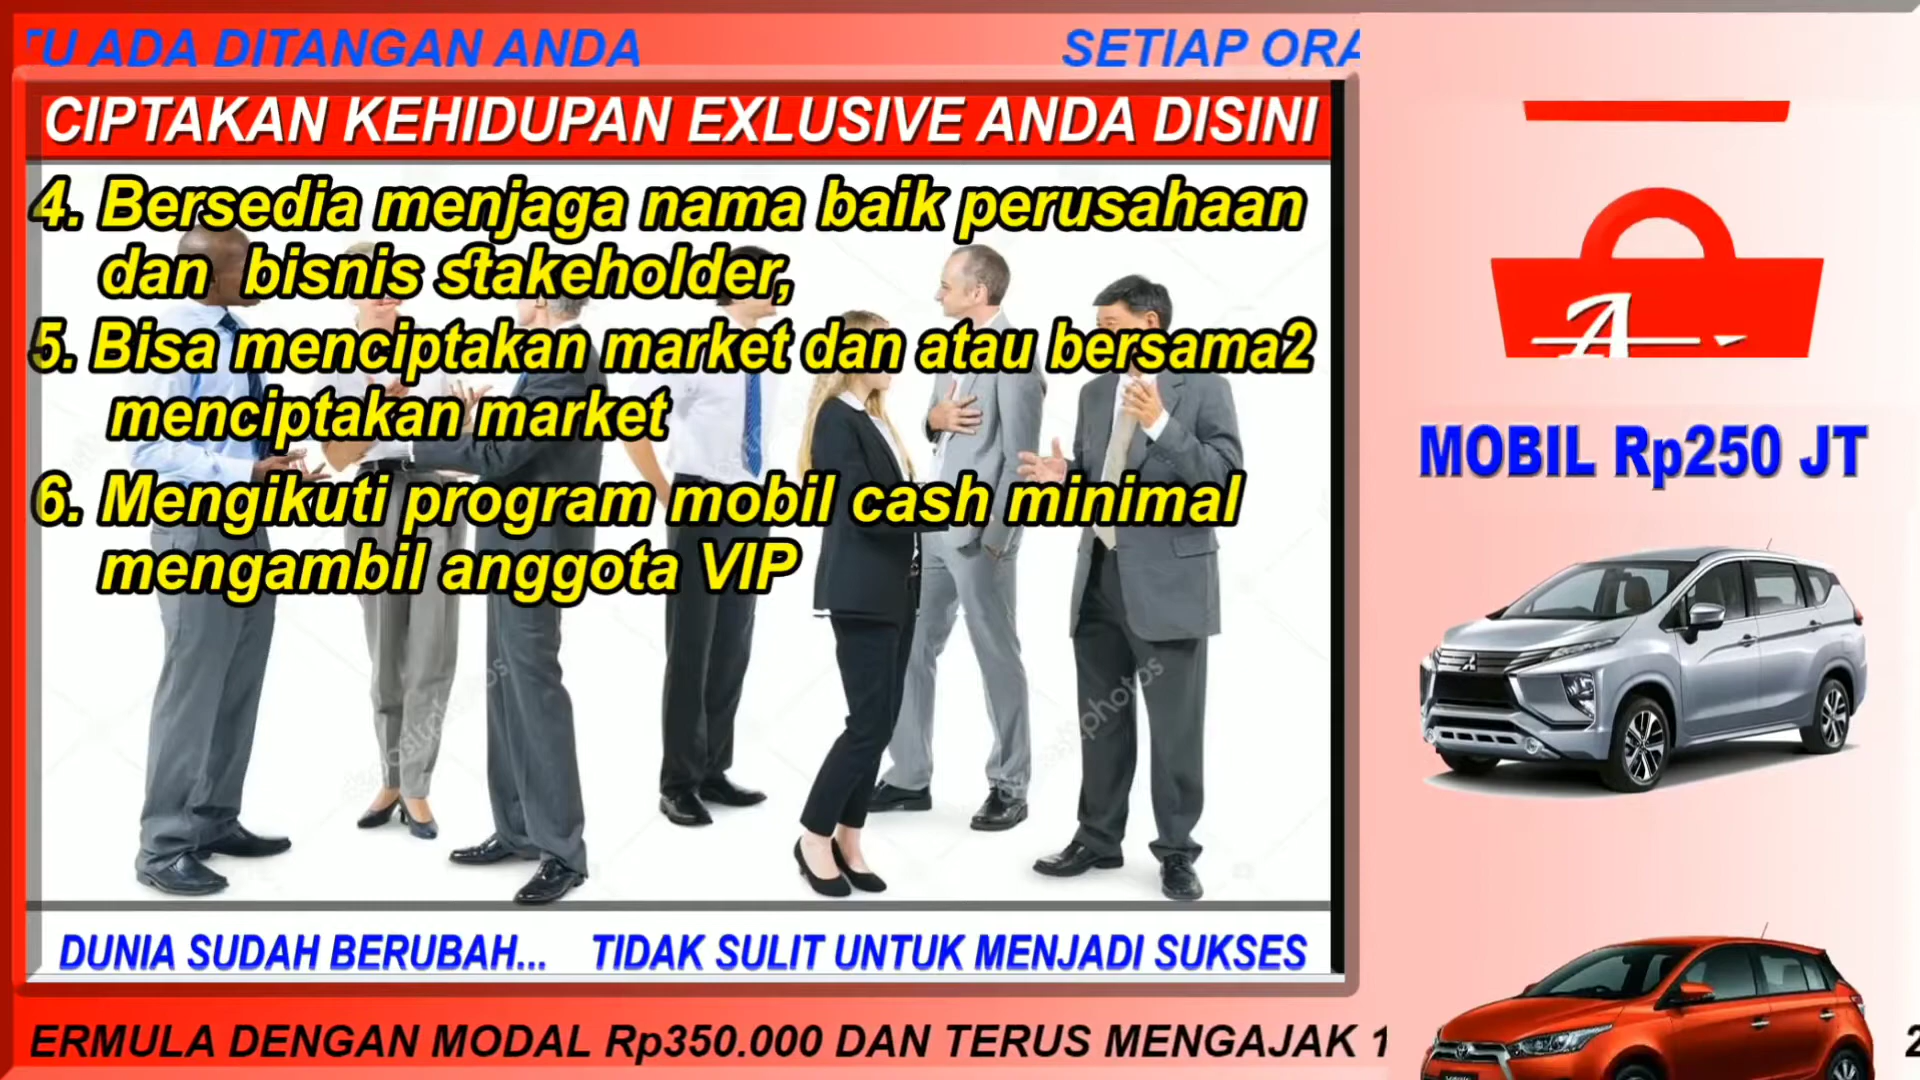 TU ADA DITANGAN ANDA SETIAP ORA
CIPTAKAN KEHIDUPAN EXLUSIVE ANDA DISINI
4. Bersedia menjaga nama baik perusahaan
dan bisnis stakeholder,
5. Bisa menciptakan market dan atau bersama2
menciptakan market
6. Mengikuti program mobil cash minimal
mengambil anggota VIP
DUNIA SUDAH BERUBAH... TIDAK SULIT UNTUK MENJADI SUKSES
ERMULA DENGAN MODAL Rp350.000 DAN TERUS MENGAJAK 1
A
MOBIL Rp250 JT
2